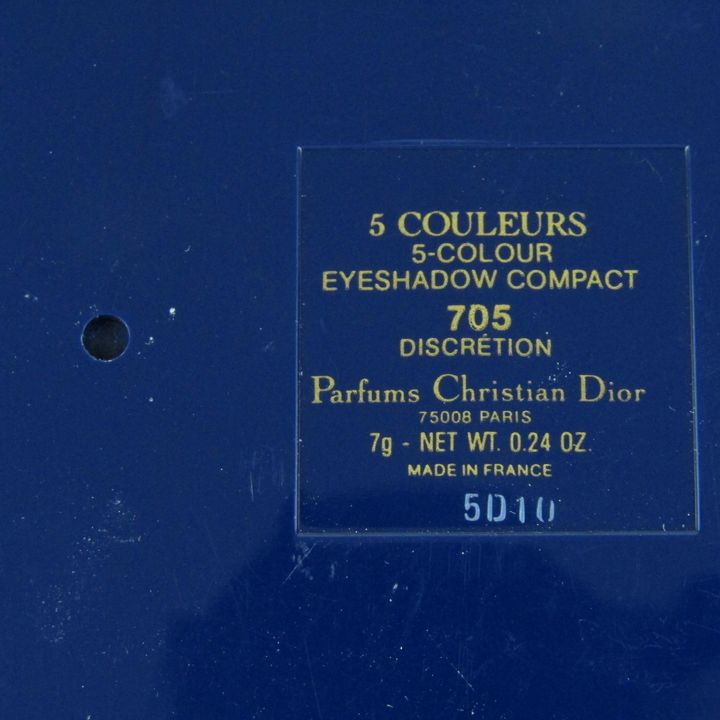 5 COULEURS
5-COLOUR
EYESHADOW COMPACT
705
DISCRÉTION
Parfums Christian Dior
75008 PARIS
7g - NET WT. 0.24 OZ.
MADE IN FRANCE
5D10